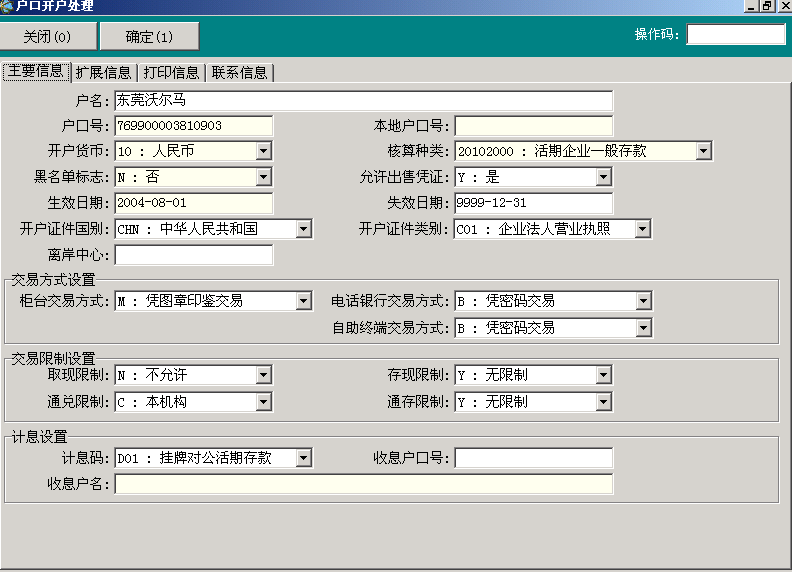 户口开户处理
关闭(0) 确定(1) 操作码:
主要信息 扩展信息 打印信息 联系信息
户名: 东莞沃尔马
户口号: 769900003810903 本地户口号:
开户货币: 10 : 人民币 核算种类: 20102000 : 活期企业一般存款
黑名单标志: N : 否 允许出售凭证: Y : 是
生效日期: 2004-08-01 失效日期: 9999-12-31
开户证件国别: CHN : 中华人民共和国 开户证件类别: C01 : 企业法人营业执照
离岸中心:
交易方式设置
柜台交易方式: M : 凭图章印鉴交易 电话银行交易方式: B : 凭密码交易
自助终端交易方式: B : 凭密码交易
交易限制设置
取现限制: N : 不允许 存现限制: Y : 无限制
通兑限制: C : 本机构 通存限制: Y : 无限制
计息设置
计息码: D01 : 挂牌对公活期存款 收息户口号:
收息户名: